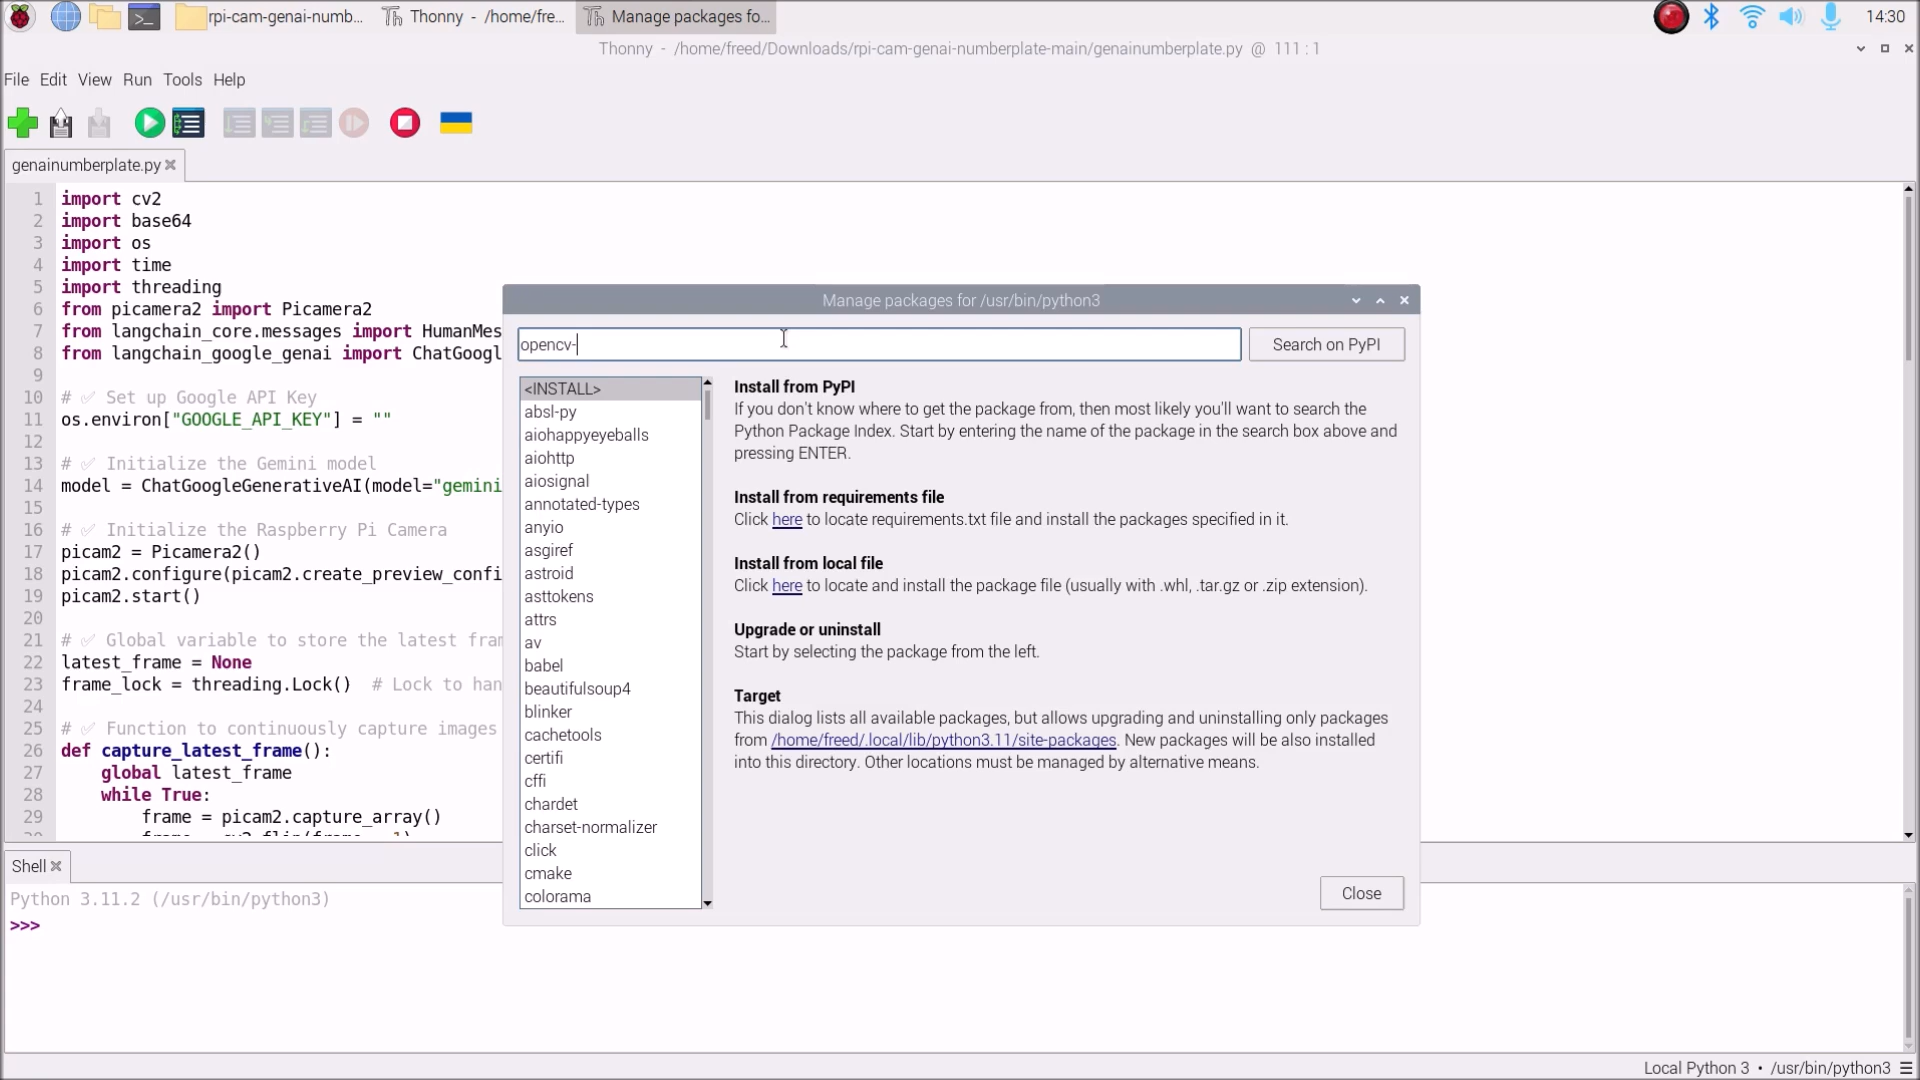 rpi-cam-genai-numb...
Thonny - /home/fre...
Manage packages fo...
14:30
Thonny - /home/freed/Downloads/rpi-cam-genai-numberplate-main/genainumberplate.py @ 111 : 1
File Edit View Run Tools Help
genainumberplate.py
1 import cv2
2 import base64
3 import os
4 import time
5 import threading
6 from picamera2 import Picamera2
7 from langchain_core.messages import HumanMes
8 from langchain_google_genai import ChatGoogl
9
10 # ✅ Set up Google API Key
11 os.environ["GOOGLE_API_KEY"] = ""
12
13 # ✅ Initialize the Gemini model
14 model = ChatGoogleGenerativeAI(model="gemini
15
16 # ✅ Initialize the Raspberry Pi Camera
17 picam2 = Picamera2()
18 picam2.configure(picam2.create_preview_confi
19 picam2.start()
20
21 # ✅ Global variable to store the latest fram
22 latest_frame = None
23 frame_lock = threading.Lock()  # Lock to han
24
25 # ✅ Function to continuously capture images
26 def capture_latest_frame():
27 global latest_frame
28 while True:
29 frame = picam2.capture_array()
Manage packages for /usr/bin/python3
opencv-
Search on PyPI
<INSTALL>
absl-py
aiohappyeyeballs
aiohttp
aiosignal
annotated-types
anyio
asgiref
astroid
asttokens
attrs
av
babel
beautifulsoup4
blinker
cachetools
certifi
cffi
chardet
charset-normalizer
click
cmake
colorama
Install from PyPI
If you don't know where to get the package from, then most likely you'll want to search the
Python Package Index. Start by entering the name of the package in the search box above and
pressing ENTER.
Install from requirements file
Click here to locate requirements.txt file and install the packages specified in it.
Install from local file
Click here to locate and install the package file (usually with .whl, .tar.gz or .zip extension).
Upgrade or uninstall
Start by selecting the package from the left.
Target
This dialog lists all available packages, but allows upgrading and uninstalling only packages
from /home/freed/.local/lib/python3.11/site-packages. New packages will be also installed
into this directory. Other locations must be managed by alternative means.
Close
Shell
Python 3.11.2 (/usr/bin/python3)
>>>
Local Python 3 • /usr/bin/python3 ☰